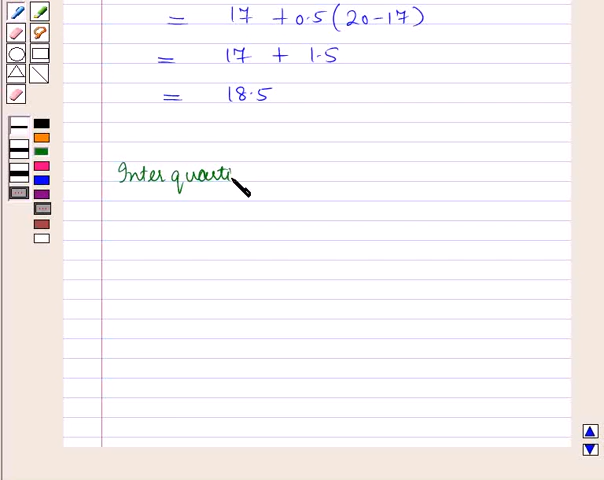 = 17 + 0.5 (20-17)
= 17 + 1.5
= 18.5
Inter quarti